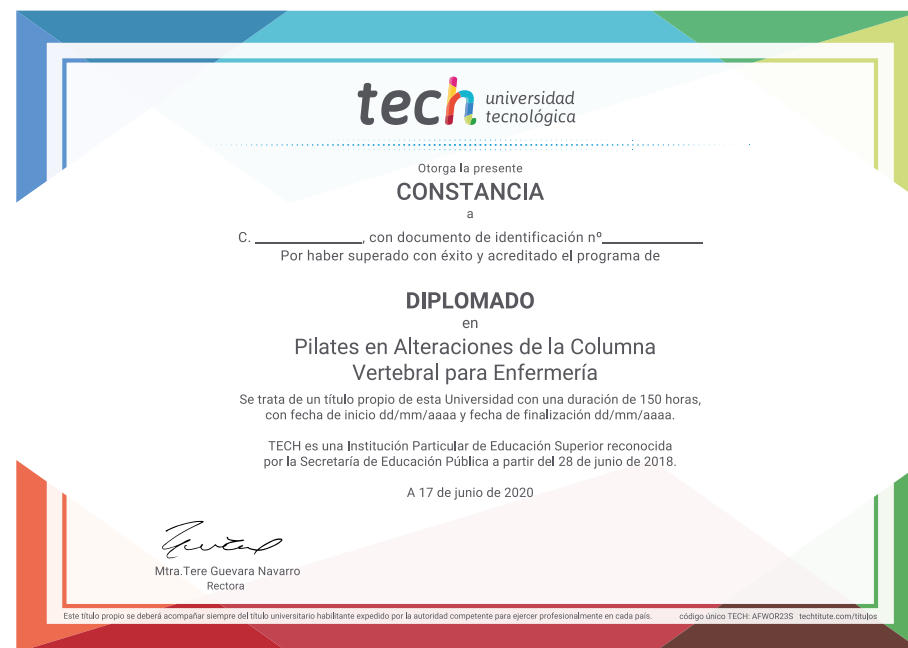 tech universidad
tecnológica
Otorga la presente
CONSTANCIA
a
C. ______________, con documento de identificación nº_____________
Por haber superado con éxito y acreditado el programa de
DIPLOMADO
en
Pilates en Alteraciones de la Columna
Vertebral para Enfermería
Se trata de un título propio de esta Universidad con una duración de 150 horas,
con fecha de inicio dd/mm/aaaa y fecha de finalización dd/mm/aaaa.
TECH es una Institución Particular de Educación Superior reconocida
por la Secretaría de Educación Pública a partir del 28 de junio de 2018.
A 17 de junio de 2020
Mtra.Tere Guevara Navarro
Rectora
Este título propio se deberá acompañar siempre del título universitario habilitante expedido por la autoridad competente para ejercer profesionalmente en cada país. código único TECH: AFWOR23S techtitute.com/titulos